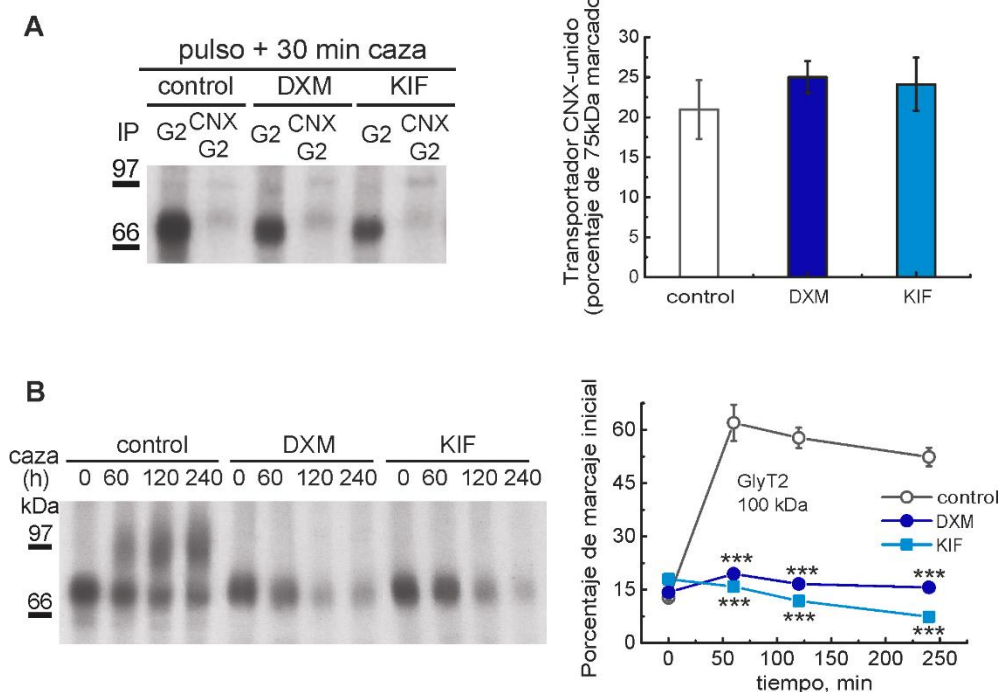 A
pulso + 30 min caza
control DXM KIF
IP G2 CNX G2 G2 CNX G2 G2 CNX G2
97
66
Transportador CNX-unido
(porcentaje de 75kDa marcado)
30
25
20
15
10
5
0
control DXM KIF
B
control DXM KIF
caza
(h)
0 60 120 240 0 60 120 240 0 60 120 240
kDa
97
66
Porcentaje de marcaje inicial
60
45
30
15
0
GlyT2
100 kDa
control
DXM
KIF
*** *** ***
*** *** ***
0 50 100 150 200 250
tiempo, min